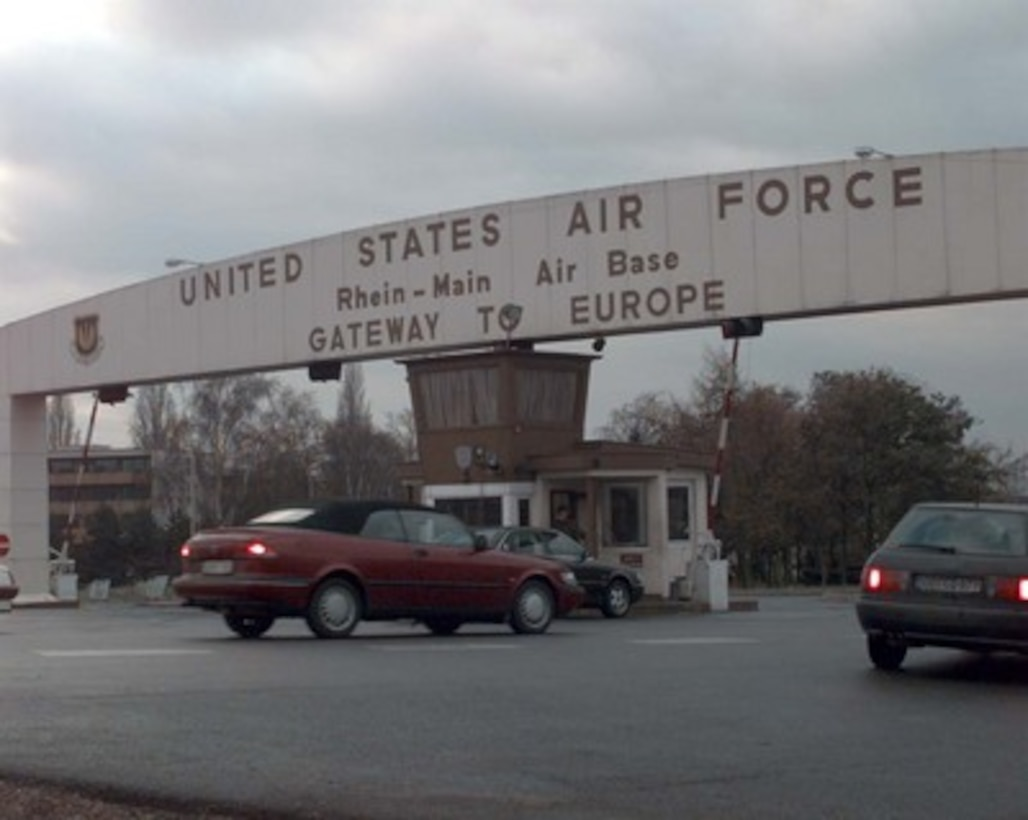 UNITED STATES AIR FORCE
Rhein-Main Air Base
GATEWAY TO EUROPE